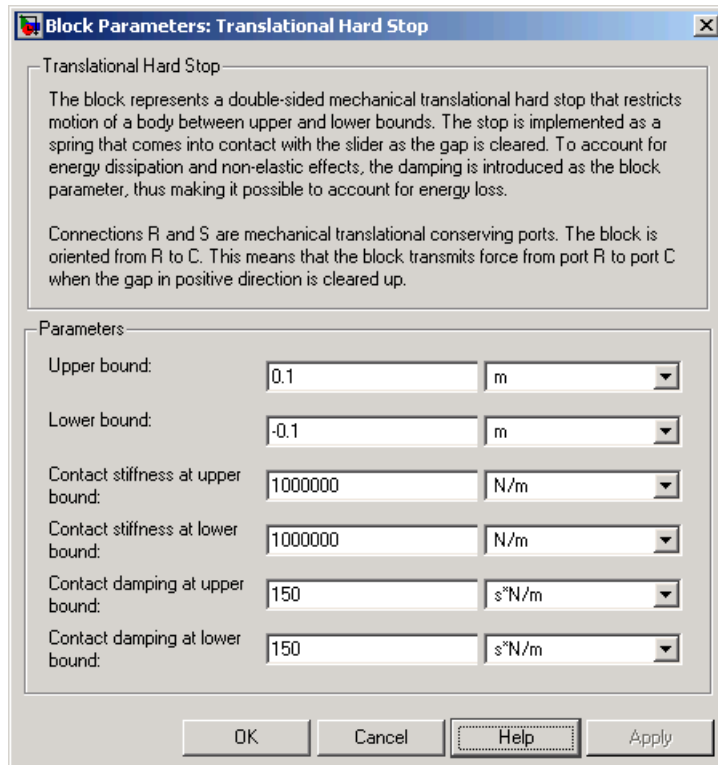 Block Parameters: Translational Hard Stop
Translational Hard Stop
The block represents a double-sided mechanical translational hard stop that restricts
motion of a body between upper and lower bounds. The stop is implemented as a
spring that comes into contact with the slider as the gap is cleared. To account for
energy dissipation and non-elastic effects, the damping is introduced as the block
parameter, thus making it possible to account for energy loss.
Connections R and S are mechanical translational conserving ports. The block is
oriented from R to C. This means that the block transmits force from port R to port C
when the gap in positive direction is cleared up.
Parameters
Upper bound: 0.1 m
Lower bound: -0.1 m
Contact stiffness at upper
bound: 1000000 N/m
Contact stiffness at lower
bound: 1000000 N/m
Contact damping at upper
bound: 150 s*N/m
Contact damping at lower
bound: 150 s*N/m
OK Cancel Help Apply